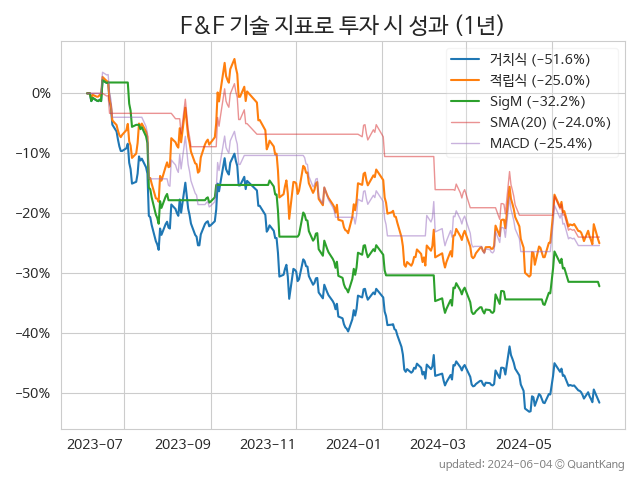 F&F 기술 지표로 투자 시 성과 (1년)
거치식 (−51.6%)
적립식 (−25.0%)
SigM (−32.2%)
SMA(20) (−24.0%)
MACD (−25.4%)
0%
−10%
−20%
−30%
−40%
−50%
2023−07
2023−09
2023−11
2024−01
2024−03
2024−05
updated: 2024-06-04 © QuantKang